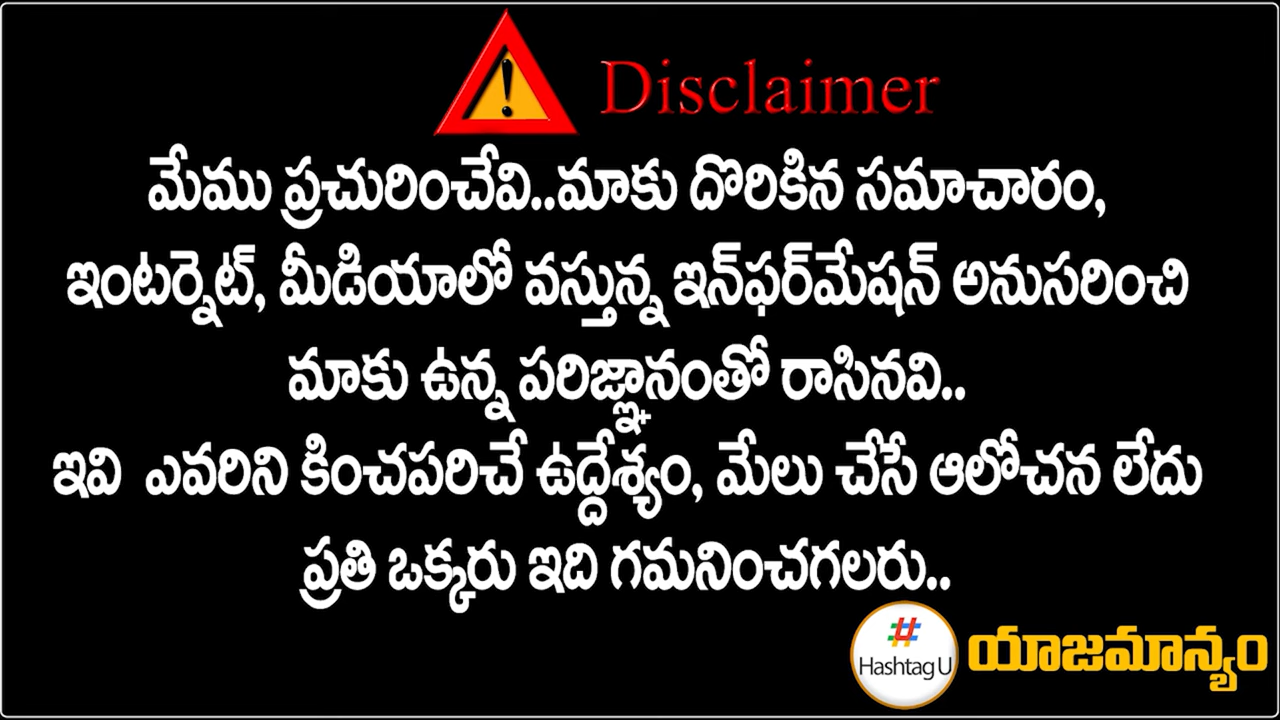 Disclaimer
మేము ప్రచురించేవి..మాకు దొరికిన సమాచారం,
ఇంటర్నెట్, మీడియాలో వస్తున్న ఇన్‌ఫర్‌మేషన్ అనుసరించి
మాకు ఉన్న పరిజ్ఞానంతో రాసినవి..
ఇవి ఎవరిని కించపరిచే ఉద్దేశ్యం, మేలు చేసే ఆలోచన లేదు
ప్రతి ఒక్కరు ఇది గమనించగలరు..
# Hashtag U యాజమాన్యం